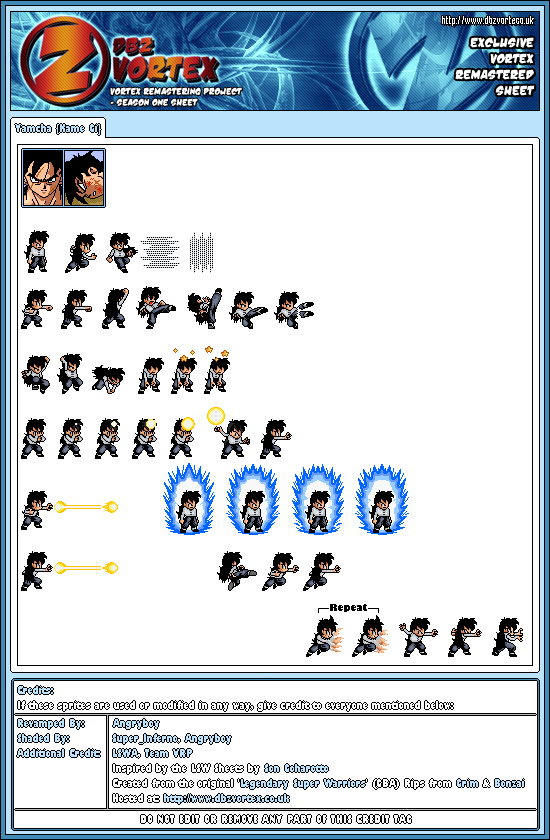 http://www.dbzvortex.co.uk
DBZ
VORTEX
VORTEX REMASTERING PROJECT
- SEASON ONE SHEET
EXCLUSIVE
VORTEX
REMASTERED
SHEET
Yamcha {Name Gi}
Repeat
Credits:
If these sprites are used or modified in any way, give credit to everyone mentioned below:
Revamped By: Angryboy
Shaded By: Super_Inferno, Angryboy
Additional Credit: LSWA, Team VRP
Inspired by the LSW Sheets by Son Goharotto
Created from the original 'Legendary Super Warriors' (GBA) Rips from Grim & Bonzai
Hosted at: http://www.dbzvortex.co.uk
DO NOT EDIT OR REMOVE ANY PART OF THIS CREDIT TAG